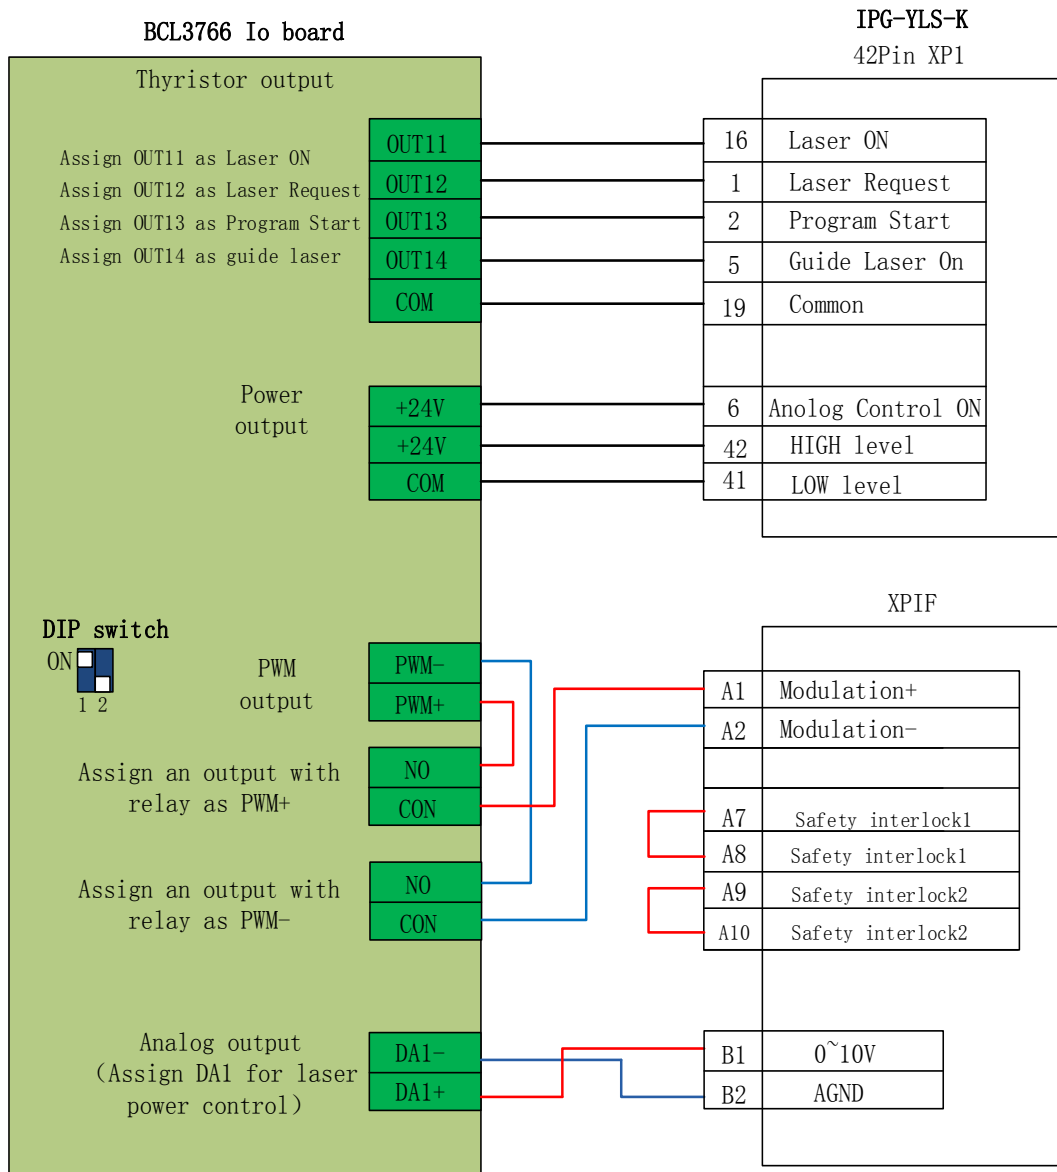 BCL3766 Io board
IPG-YLS-K
42Pin XP1
Thyristor output
Assign OUT11 as Laser ON
Assign OUT12 as Laser Request
Assign OUT13 as Program Start
Assign OUT14 as guide laser
OUT11
OUT12
OUT13
OUT14
COM
16 Laser ON
1 Laser Request
2 Program Start
5 Guide Laser On
19 Common
Power
output
+24V
+24V
COM
6 Anolog Control ON
42 HIGH level
41 LOW level
XPIF
DIP switch
ON
1 2
PWM
output
PWM-
PWM+
Assign an output with
relay as PWM+
NO
CON
Assign an output with
relay as PWM-
NO
CON
A1 Modulation+
A2 Modulation-
A7 Safety interlock1
A8 Safety interlock1
A9 Safety interlock2
A10 Safety interlock2
Analog output
（Assign DA1 for laser
power control）
DA1-
DA1+
B1 0~10V
B2 AGND